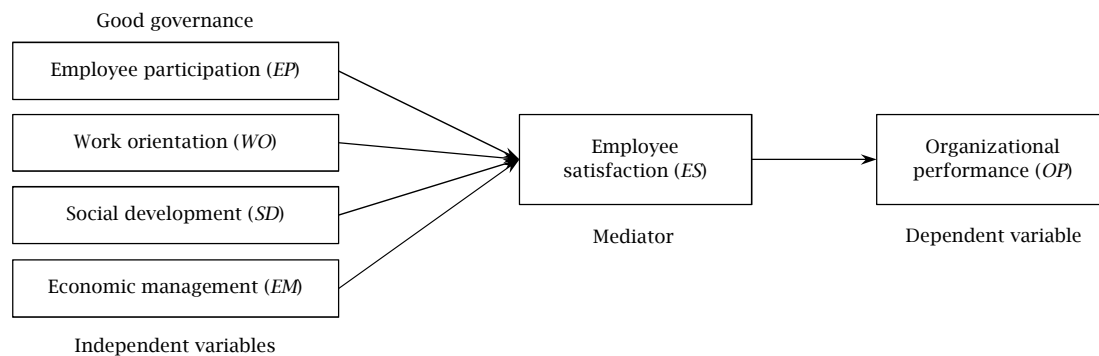 Good governance
Employee participation (EP)
Work orientation (WO)
Social development (SD)
Economic management (EM)
Independent variables
Employee
satisfaction (ES)
Mediator
Organizational
performance (OP)
Dependent variable